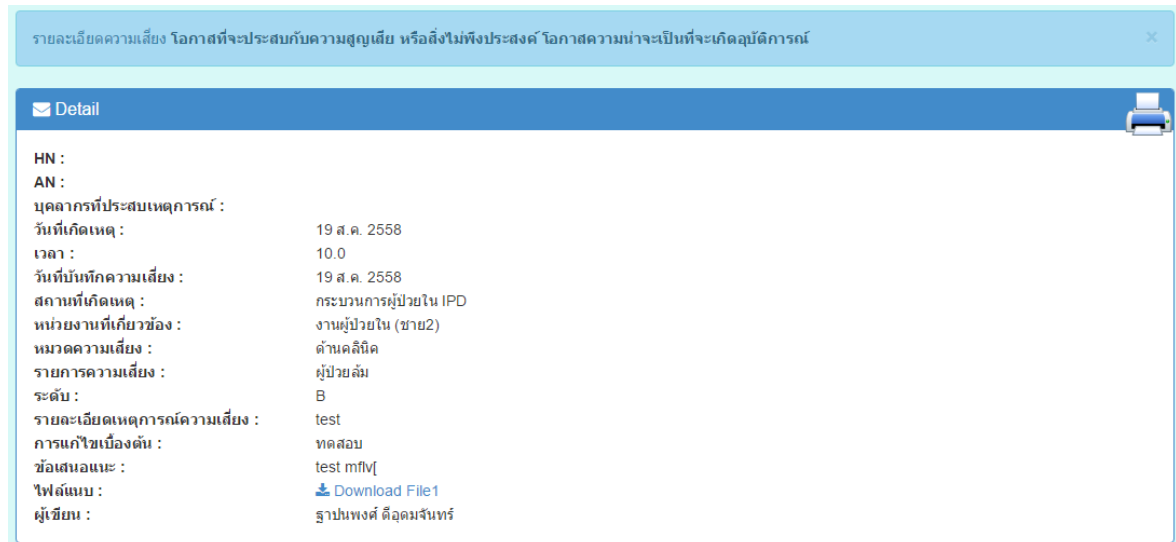 รายละเอียดความเสี่ยง โอกาสที่จะประสบกับความสูญเสีย หรือสิ่งไม่พึงประสงค์ โอกาสความน่าจะเป็นที่จะเกิดอุบัติการณ์ ×
Detail
HN :
AN :
บุคลากรที่ประสบเหตุการณ์ :
วันที่เกิดเหตุ : 19 ส.ค. 2558
เวลา : 10.0
วันที่บันทึกความเสี่ยง : 19 ส.ค. 2558
สถานที่เกิดเหตุ : กระบวนการผู้ป่วยใน IPD
หน่วยงานที่เกี่ยวข้อง : งานผู้ป่วยใน (ชาย2)
หมวดความเสี่ยง : ด้านคลินิค
รายการความเสี่ยง : ผู้ป่วยล้ม
ระดับ : B
รายละเอียดเหตุการณ์ความเสี่ยง : test
การแก้ไขเบื้องต้น : ทดสอบ
ข้อเสนอแนะ : test mflv[
ไฟล์แนบ : Download File1
ผู้เขียน : ฐาปนพงศ์ ดีอุดมจันทร์